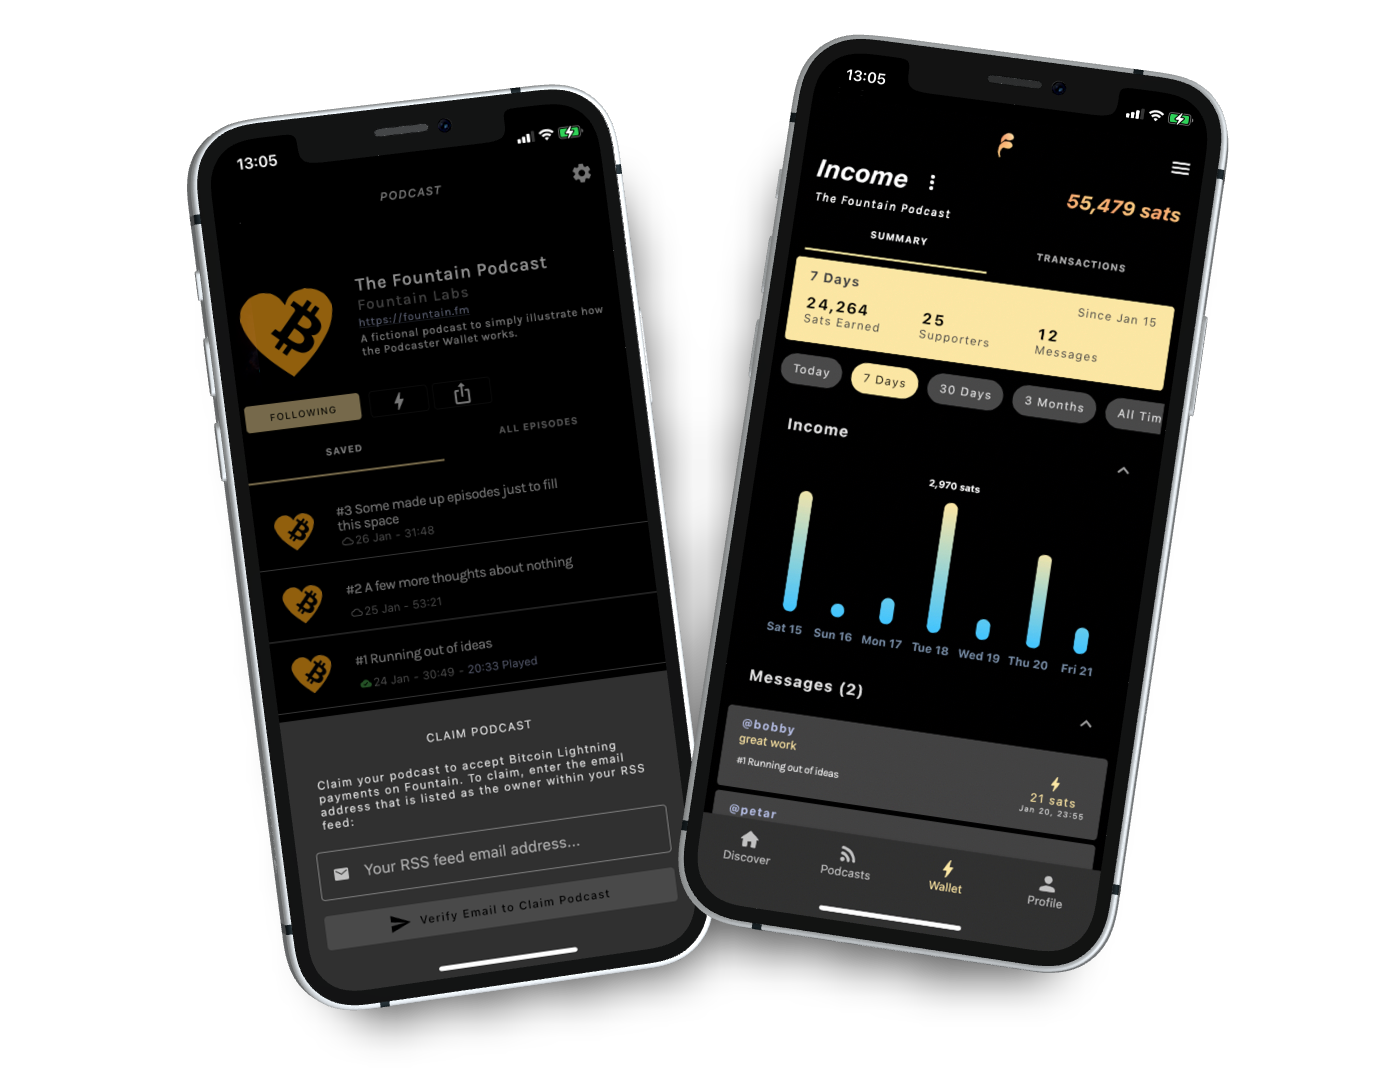 13:05
PODCAST
The Fountain Podcast
Fountain Labs
https://fountain.fm
A fictional podcast to simply illustrate how
the Podcaster Wallet works.
FOLLOWING
SAVED
ALL EPISODES
#3 Some made up episodes just to fill
this space
26 Jan - 31:48
#2 A few more thoughts about nothing
25 Jan - 53:21
#1 Running out of ideas
24 Jan - 30:49 - 20:33 Played
CLAIM PODCAST
Claim your podcast to accept Bitcoin Lightning
payments on Fountain. To claim, enter the email
address that is listed as the owner within your RSS
feed:
Your RSS feed email address...
Verify Email to Claim Podcast
13:05
Income
The Fountain Podcast
55,479 sats
SUMMARY
TRANSACTIONS
7 Days
Since Jan 15
24,264
Sats Earned
25
Supporters
12
Messages
Today
7 Days
30 Days
3 Months
All Tim
Income
2,970 sats
Sat 15
Sun 16
Mon 17
Tue 18
Wed 19
Thu 20
Fri 21
Messages (2)
@bobby
great work
#1 Running out of ideas
21 sats
Jan 20, 23:55
@petar
Discover
Podcasts
Wallet
Profile